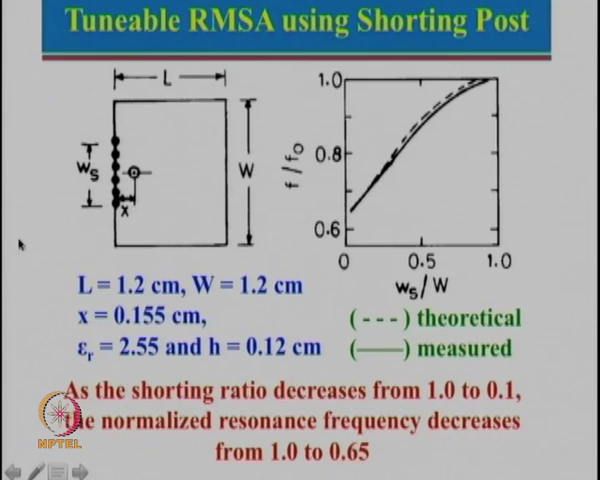 Tuneable RMSA using Shorting Post
L
W
Ws
x
f/fo
1.0
0.8
0.6
0 0.5 1.0
Ws/W
L = 1.2 cm, W = 1.2 cm
x = 0.155 cm,
εr = 2.55 and h = 0.12 cm
(---) theoretical
(——) measured
As the shorting ratio decreases from 1.0 to 0.1,
the normalized resonance frequency decreases
from 1.0 to 0.65
NPTEL